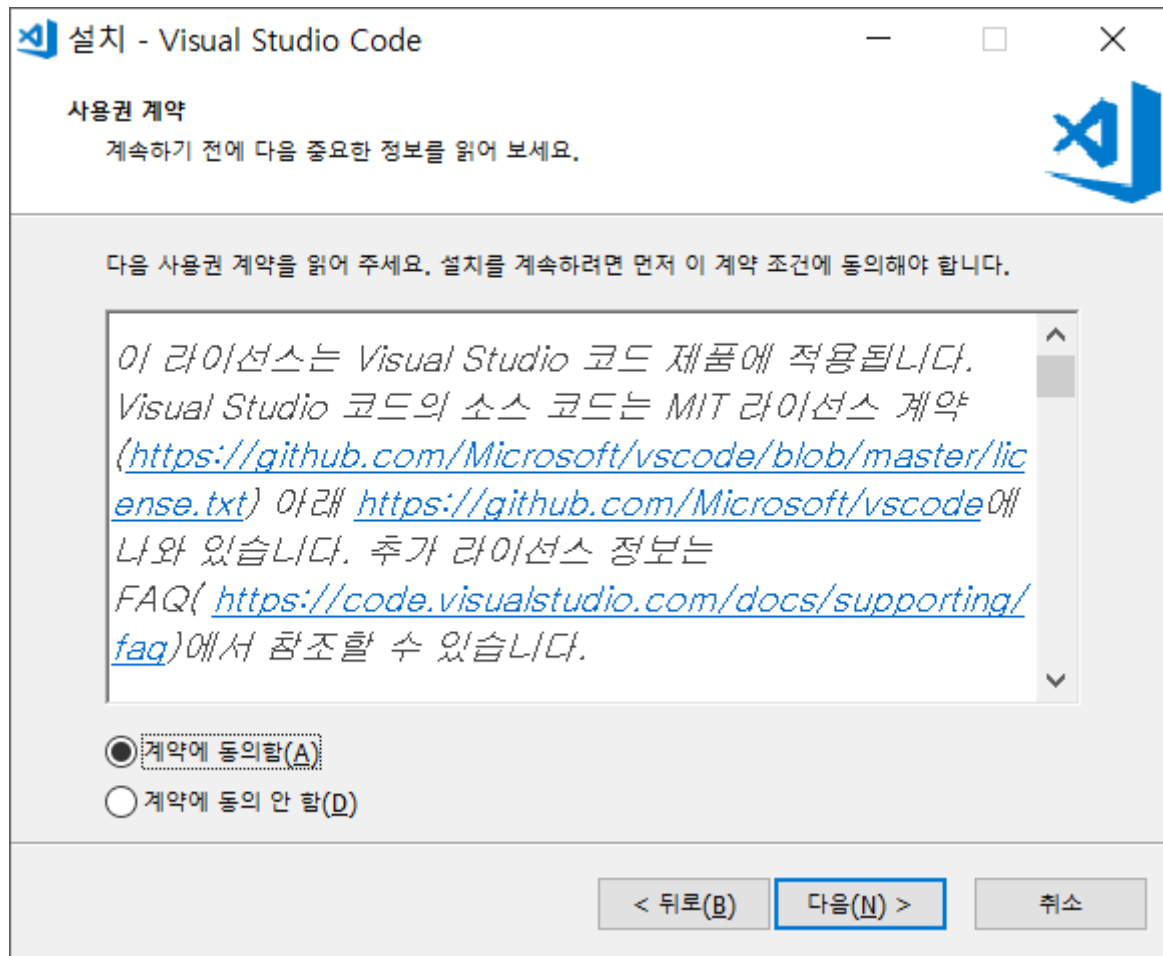 설치 - Visual Studio Code
사용권 계약
계속하기 전에 다음 중요한 정보를 읽어 보세요.
다음 사용권 계약을 읽어 주세요. 설치를 계속하려면 먼저 이 계약 조건에 동의해야 합니다.
이 라이선스는 Visual Studio 코드 제품에 적용됩니다.
Visual Studio 코드의 소스 코드는 MIT 라이선스 계약
(https://github.com/Microsoft/vscode/blob/master/lic
ense.txt) 아래 https://github.com/Microsoft/vscode에
나와 있습니다. 추가 라이선스 정보는
FAQ( https://code.visualstudio.com/docs/supporting/
faq)에서 참조할 수 있습니다.
계약에 동의함(A)
계약에 동의 안 함(D)
< 뒤로(B) 다음(N) > 취소